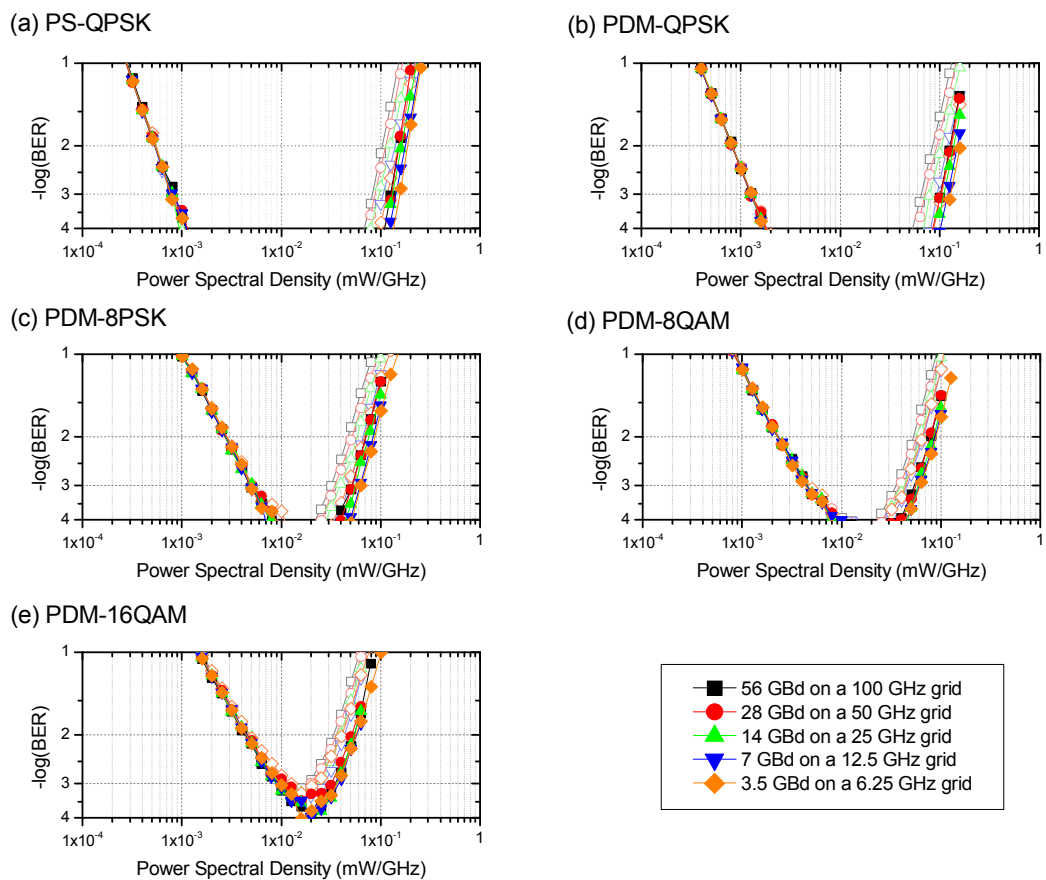 (a) PS-QPSK
(b) PDM-QPSK
1
2
3
4
-log(BER)
1x10-4
1x10-3
1x10-2
1x10-1
1
Power Spectral Density (mW/GHz)
1
2
3
4
-log(BER)
1x10-4
1x10-3
1x10-2
1x10-1
1
Power Spectral Density (mW/GHz)
(c) PDM-8PSK
(d) PDM-8QAM
1
2
3
4
-log(BER)
1x10-4
1x10-3
1x10-2
1x10-1
1
Power Spectral Density (mW/GHz)
1
2
3
4
-log(BER)
1x10-4
1x10-3
1x10-2
1x10-1
1
Power Spectral Density (mW/GHz)
(e) PDM-16QAM
1
2
3
4
-log(BER)
1x10-4
1x10-3
1x10-2
1x10-1
1
Power Spectral Density (mW/GHz)
56 GBd on a 100 GHz grid
28 GBd on a 50 GHz grid
14 GBd on a 25 GHz grid
7 GBd on a 12.5 GHz grid
3.5 GBd on a 6.25 GHz grid